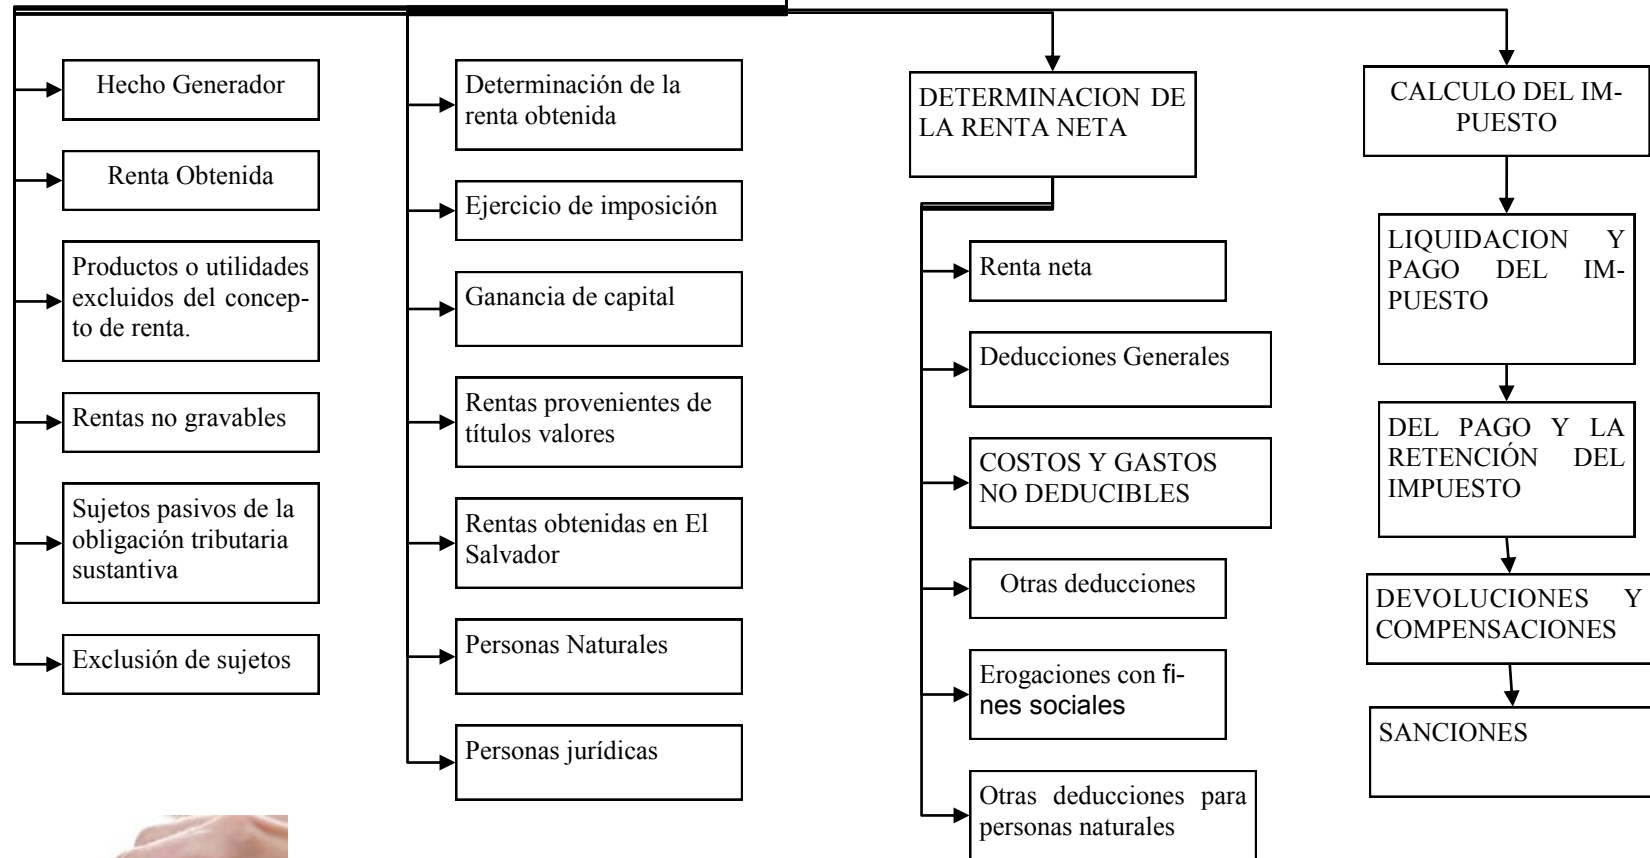 Hecho Generador
Renta Obtenida
Productos o utilidades
excluidos del concep-
to de renta.
Rentas no gravables
Sujetos pasivos de la
obligación tributaria
sustantiva
Exclusión de sujetos
Determinación de la
renta obtenida
Ejercicio de imposición
Ganancia de capital
Rentas provenientes de
títulos valores
Rentas obtenidas en El
Salvador
Personas Naturales
Personas jurídicas
DETERMINACION DE
LA RENTA NETA
Renta neta
Deducciones Generales
COSTOS Y GASTOS
NO DEDUCIBLES
Otras deducciones
Erogaciones con fi-
nes sociales
Otras deducciones para
personas naturales
CALCULO DEL IM-
PUESTO
LIQUIDACION Y
PAGO DEL IM-
PUESTO
DEL PAGO Y LA
RETENCIÓN DEL
IMPUESTO
DEVOLUCIONES Y
COMPENSACIONES
SANCIONES